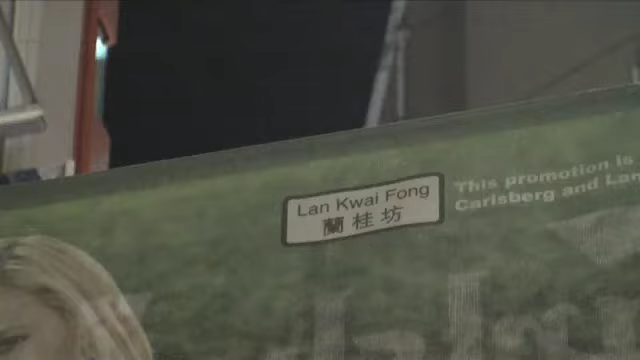 Lan Kwai Fong
蘭桂坊
This promotion is
Carlsberg and Lan